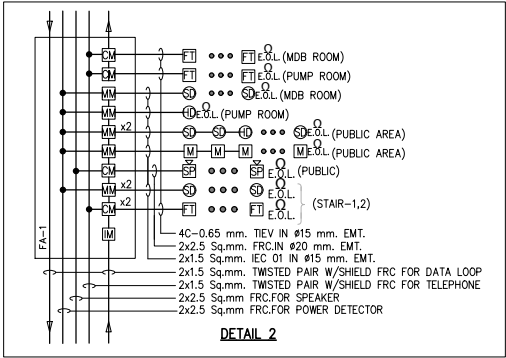 CM FT FT Ω E.O.L. (MDB ROOM)
CM FT FT Ω E.O.L. (PUMP ROOM)
MM SD SD Ω E.O.L. (MDB ROOM)
MM HD Ω E.O.L. (PUMP ROOM)
MM x2 SD SD HD SD Ω E.O.L. (PUBLIC AREA)
MM M M M M Ω E.O.L. (PUBLIC AREA)
CM SP SP Ω E.O.L. (PUBLIC)
MM x2 SD SD Ω E.O.L.
(STAIR-1,2)
CM x2 FT FT Ω E.O.L.
IM
FA-1
4C-0.65 mm. TIEV IN ø15 mm. EMT.
2x2.5 Sq.mm. FRC.IN ø20 mm. EMT.
2x1.5 Sq.mm. IEC 01 IN ø15 mm. EMT.
2x1.5 Sq.mm. TWISTED PAIR W/SHIELD FRC FOR DATA LOOP
2x1.5 Sq.mm. TWISTED PAIR W/SHIELD FRC FOR TELEPHONE
2x2.5 Sq.mm FRC.FOR SPEAKER
2x2.5 Sq.mm FRC.FOR POWER DETECTOR
DETAIL 2